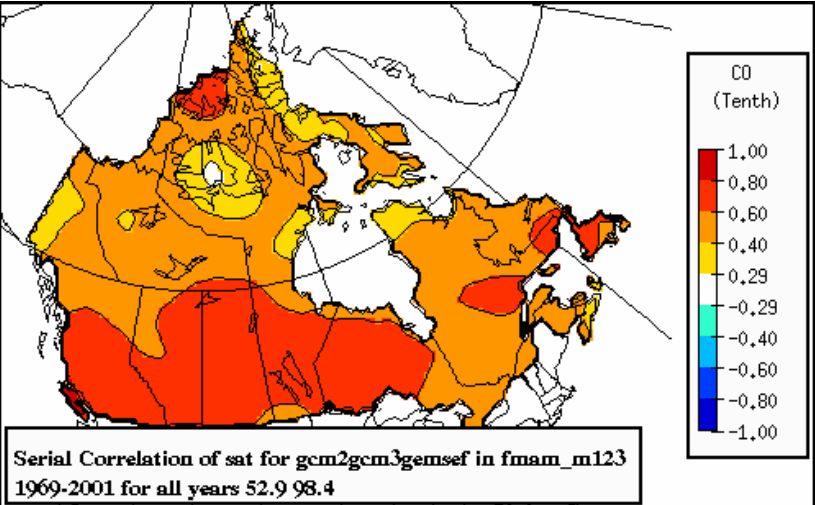 CO
(Tenth)
1.00
0.80
0.60
0.40
0.29
-0.29
-0.40
-0.60
-0.80
-1.00
Serial Correlation of sat for gcm2gcm3gemsef in fmam_m123
1969-2001 for all years 52.9 98.4